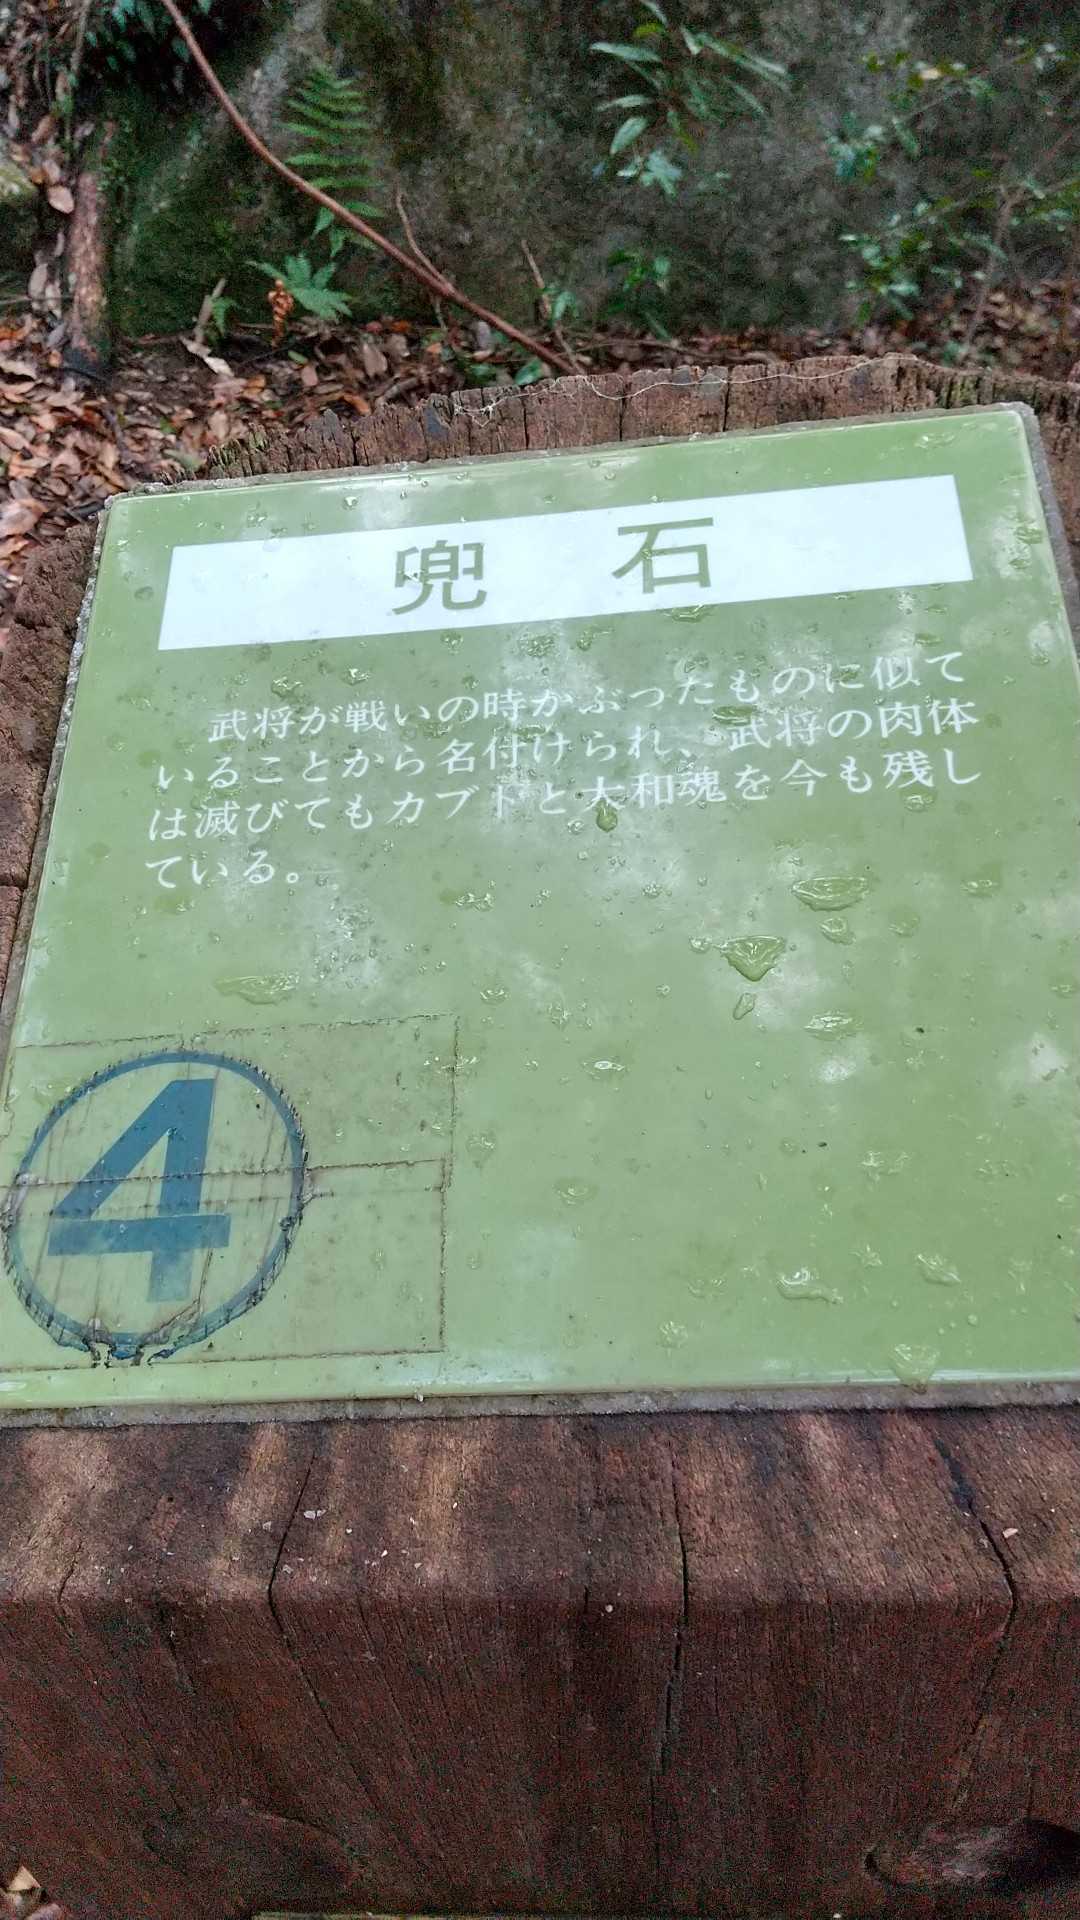 兜石
武将が戦いの時かぶったものに似て
いることから名付けられ、武将の肉体
は滅びてもカブトと大和魂を今も残し
ている。
4